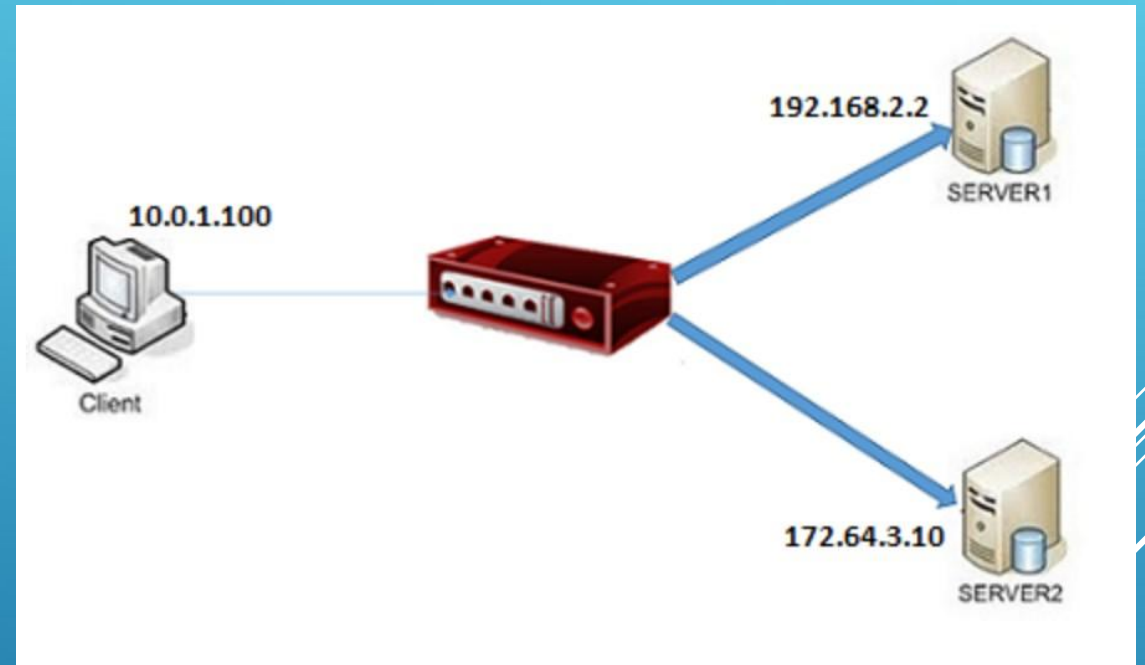 192.168.2.2
SERVER1
10.0.1.100
Client
172.64.3.10
SERVER2